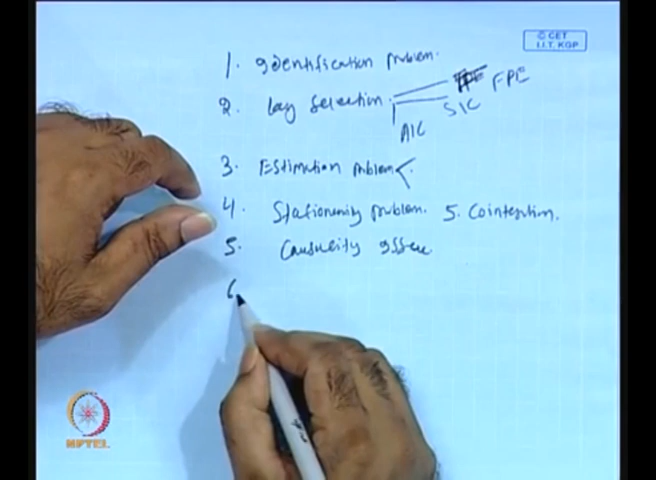 © CET
I.I.T. KGP
1. Identification problem.
2. Lag selection. FPE
SIC
AIC
3. Estimation problem
4. Stationarity problem. 5. Cointegration.
5. Causality issue
NPTEL